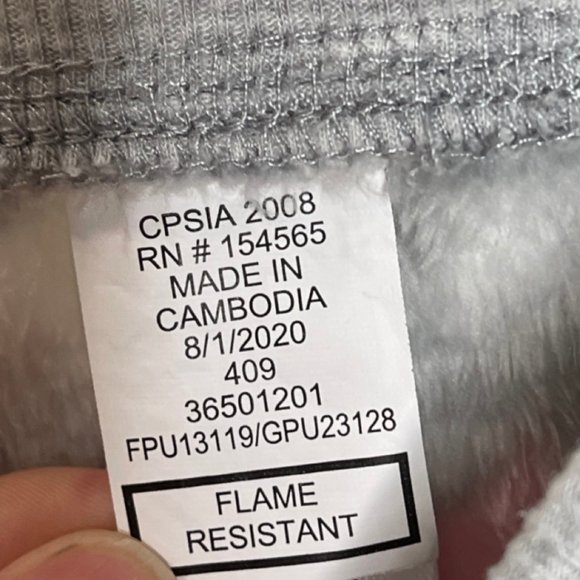 CPSIA 2008
RN # 154565
MADE IN
CAMBODIA
8/1/2020
409
36501201
FPU13119/GPU23128
FLAME
RESISTANT